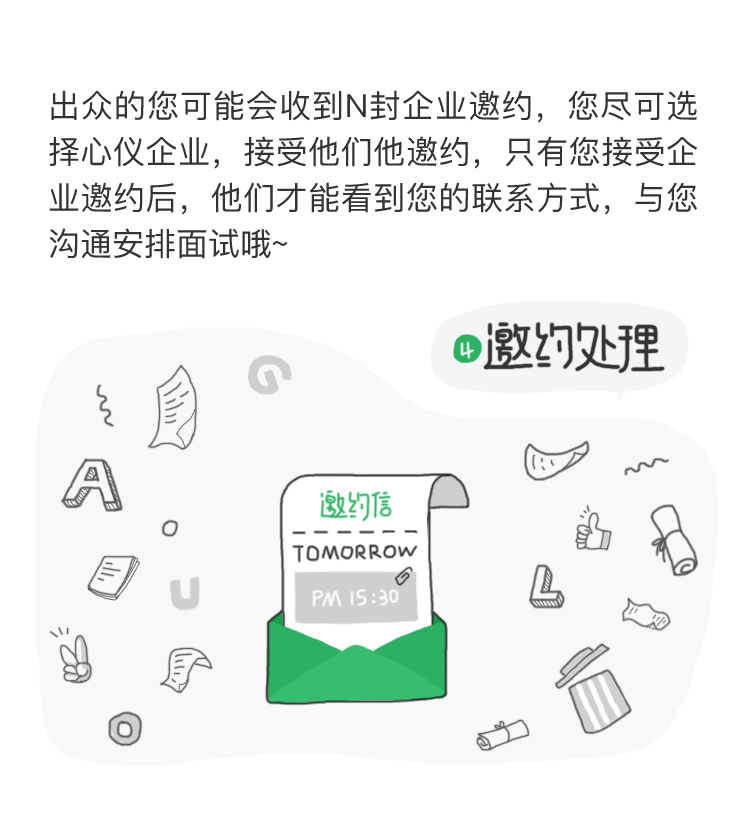 出众的您可能会收到N封企业邀约，您尽可选
择心仪企业，接受他们他邀约，只有您接受企
业邀约后，他们才能看到您的联系方式，与您
沟通安排面试哦~
4 邀约处理
G
A
O
U
O
邀约信
TOMORROW
PM 15:30
L